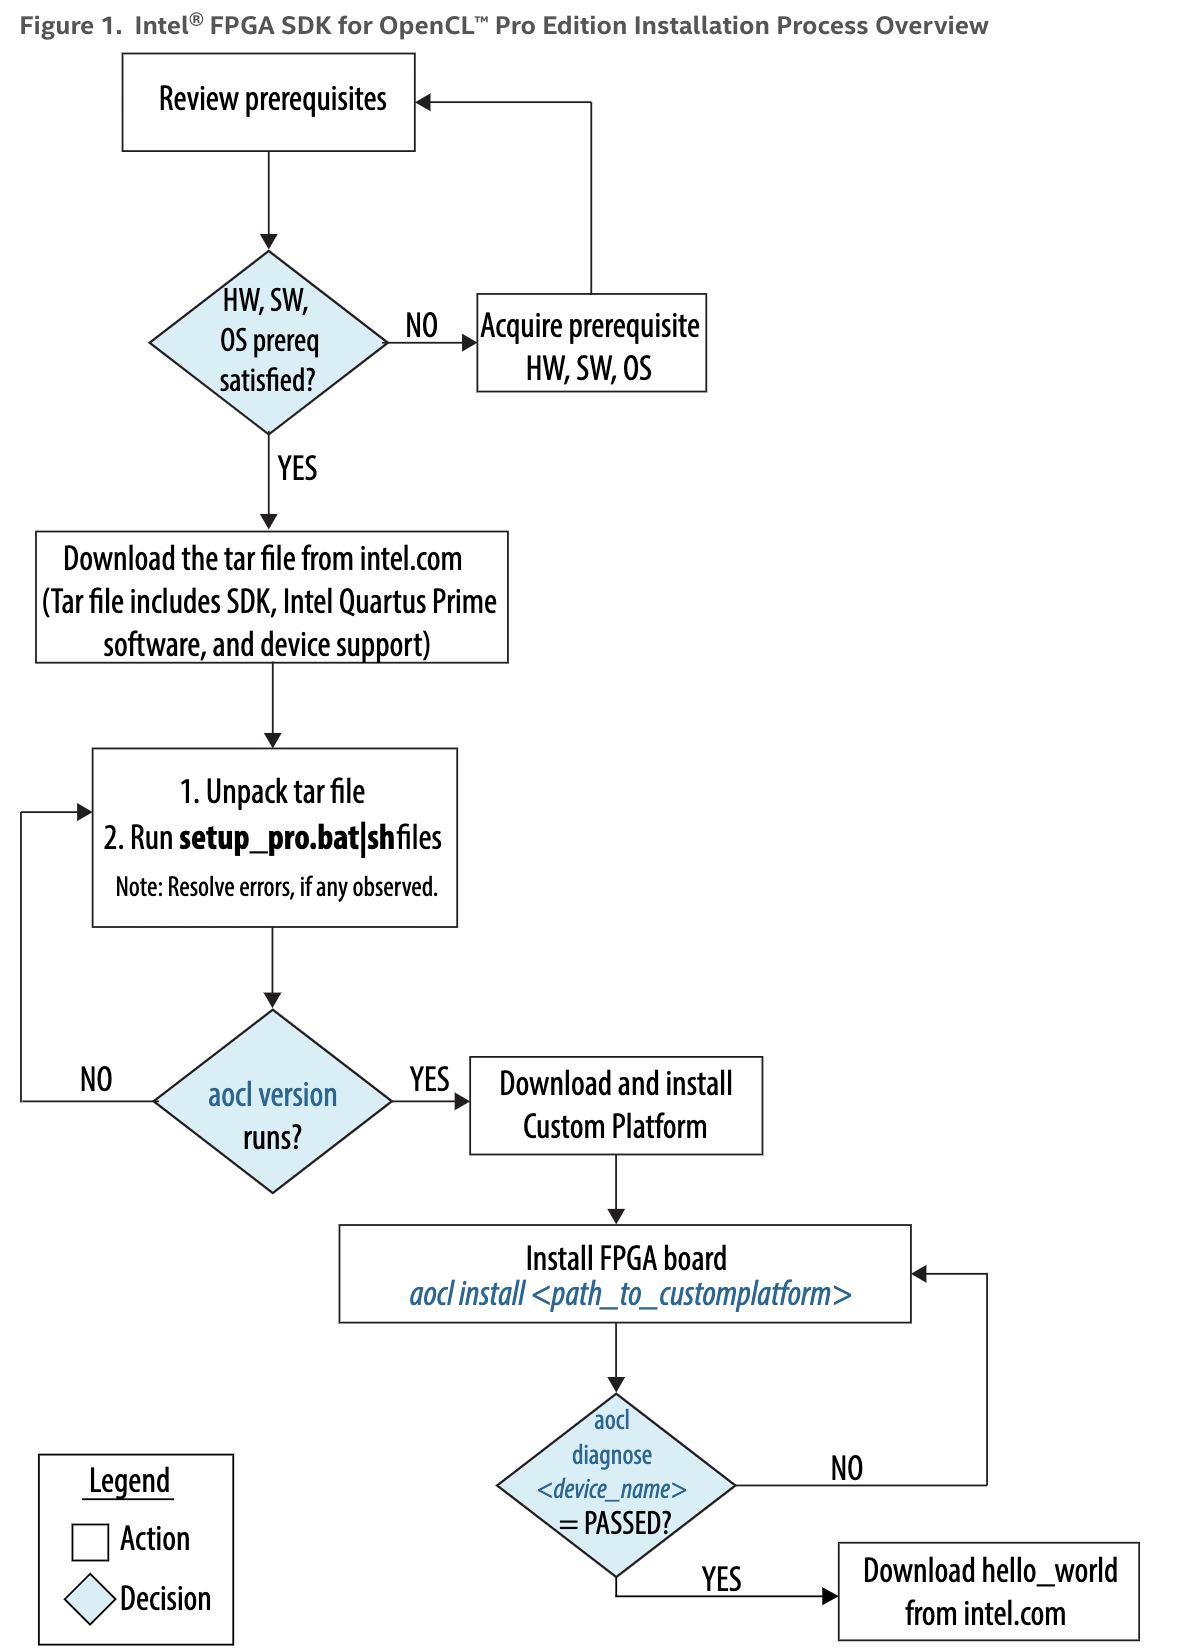 Figure 1. Intel® FPGA SDK for OpenCL™ Pro Edition Installation Process Overview
Review prerequisites
HW, SW,
OS prereq
satisfied?
NO
Acquire prerequisite
HW, SW, OS
YES
Download the tar file from intel.com
(Tar file includes SDK, Intel Quartus Prime
software, and device support)
1. Unpack tar file
2. Run setup_pro.bat|sh files
Note: Resolve errors, if any observed.
NO
aocl version
runs?
YES
Download and install
Custom Platform
Install FPGA board
aocl install <path_to_customplatform>
aocl
diagnose
<device_name>
= PASSED?
NO
YES
Download hello_world
from intel.com
Legend
Action
Decision